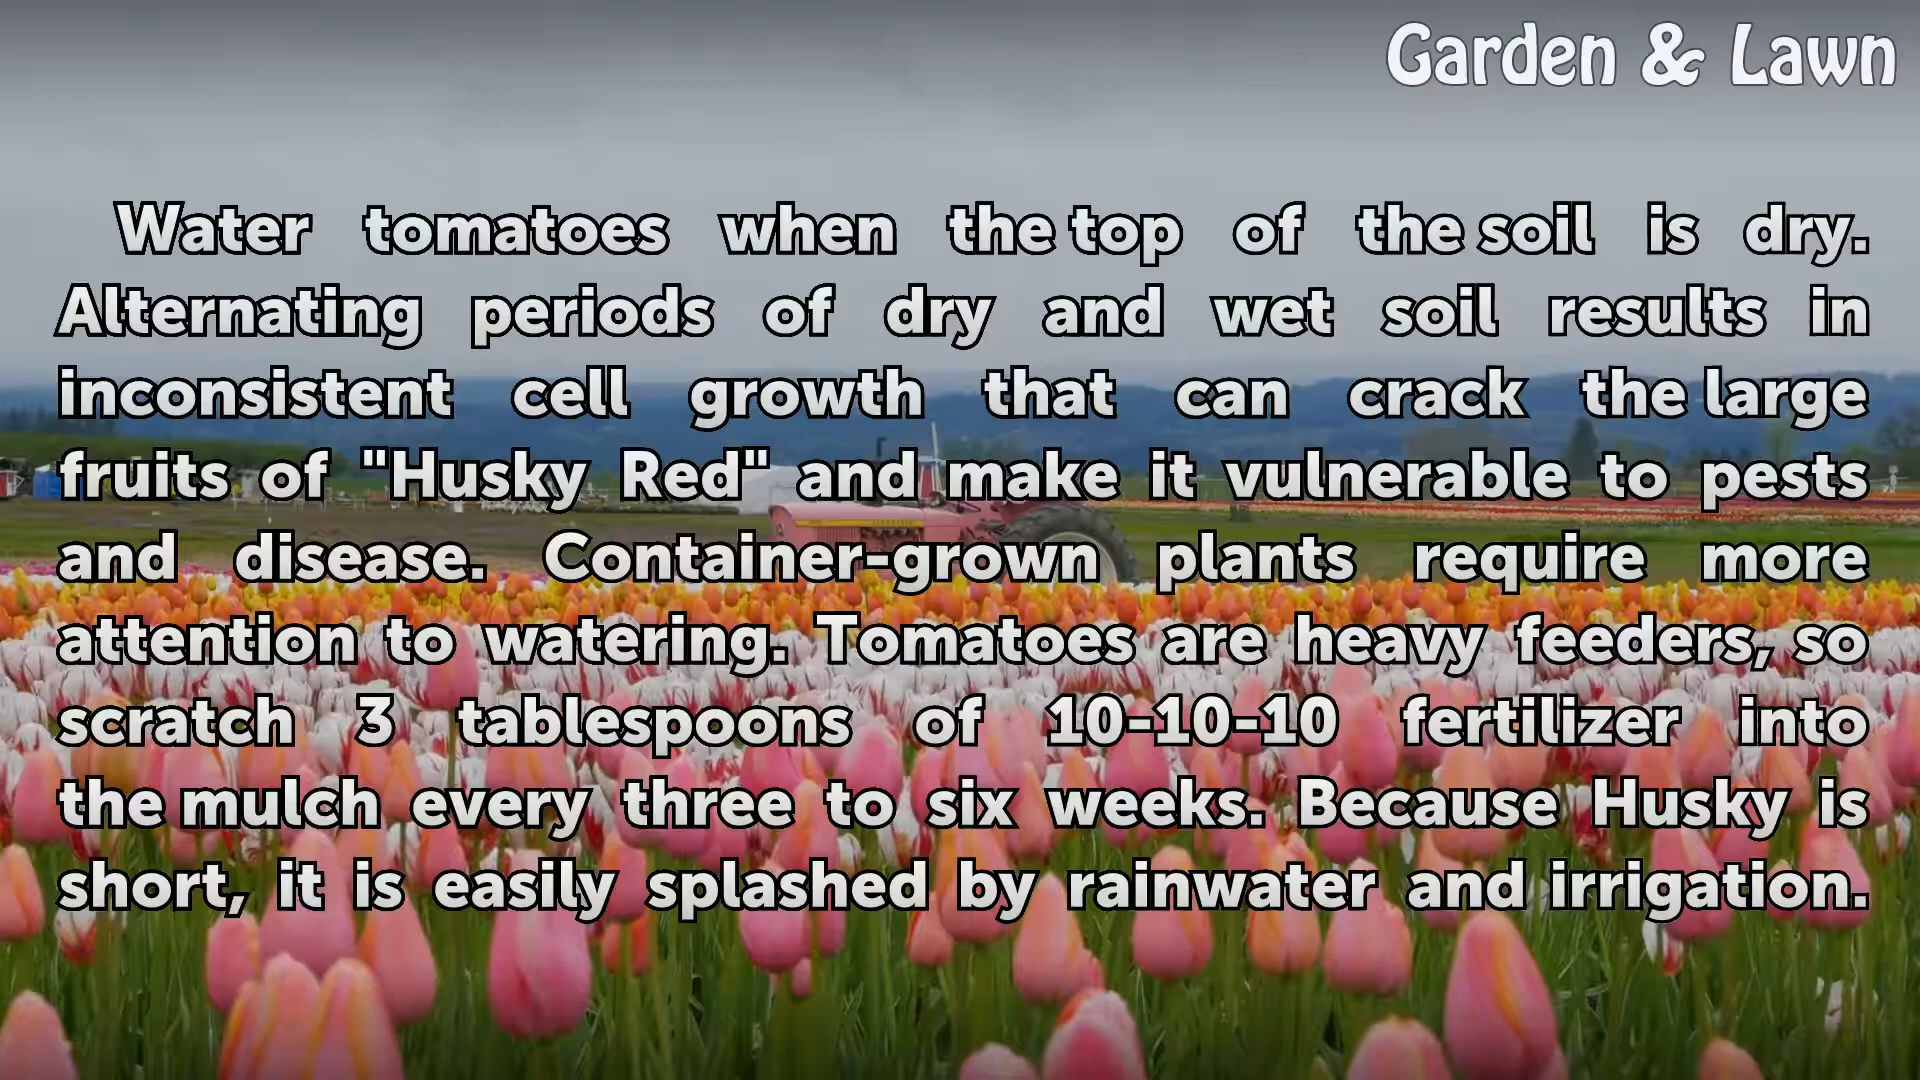 Garden & Lawn
Water tomatoes when the top of the soil is dry.
Alternating periods of dry and wet soil results in
inconsistent cell growth that can crack the large
fruits of "Husky Red" and make it vulnerable to pests
and disease. Container-grown plants require more
attention to watering. Tomatoes are heavy feeders, so
scratch 3 tablespoons of 10-10-10 fertilizer into
the mulch every three to six weeks. Because Husky is
short, it is easily splashed by rainwater and irrigation.